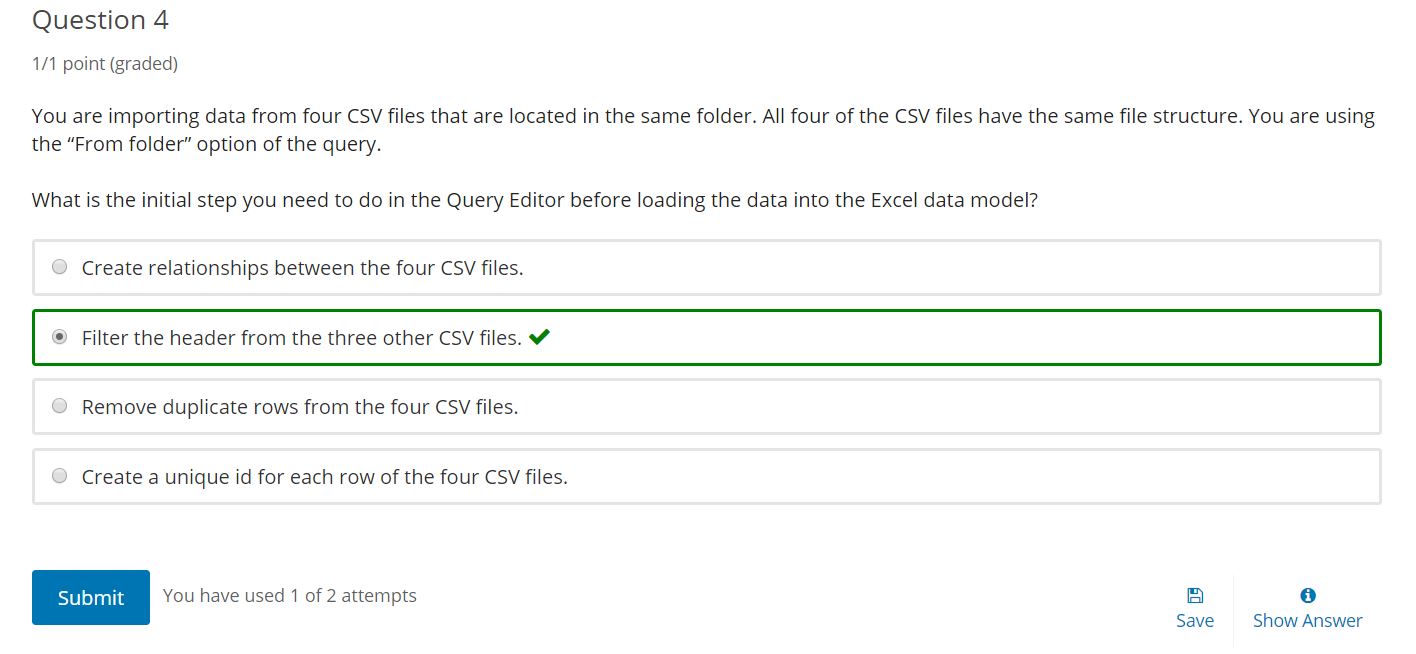 Question 4
1/1 point (graded)
You are importing data from four CSV files that are located in the same folder. All four of the CSV files have the same file structure. You are using
the “From folder” option of the query.
What is the initial step you need to do in the Query Editor before loading the data into the Excel data model?
Create relationships between the four CSV files.
Filter the header from the three other CSV files.
Remove duplicate rows from the four CSV files.
Create a unique id for each row of the four CSV files.
Submit
You have used 1 of 2 attempts
Save
Show Answer